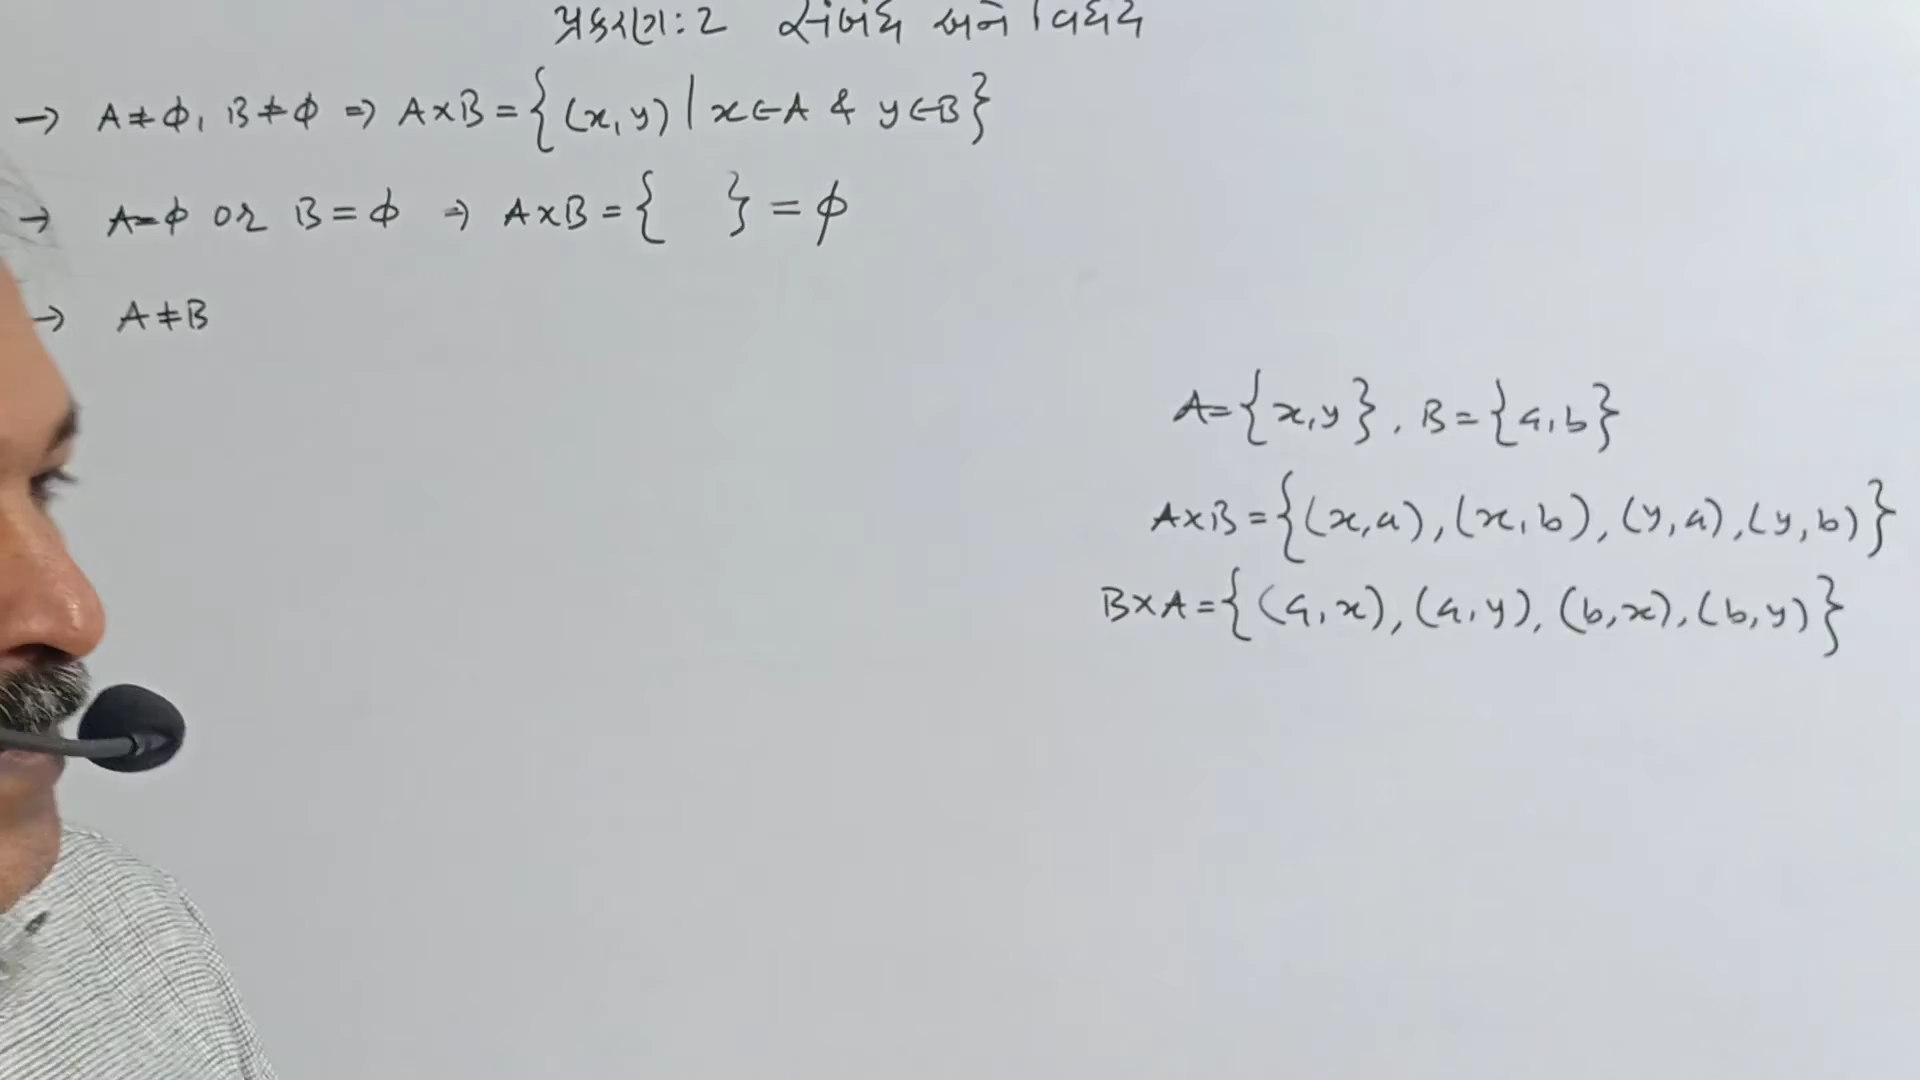 પ્રકરણ: 2 સંબંધ અને વિધેય
→ A≠ϕ, B≠ϕ ⇒ A×B = {(x,y) | x∈A & y∈B}
→ A=ϕ or B=ϕ ⇒ A×B = { } = ϕ
→ A≠B
A={x,y}, B={a,b}
A×B={(x,a),(x,b),(y,a),(y,b)}
B×A={(a,x),(a,y),(b,x),(b,y)}